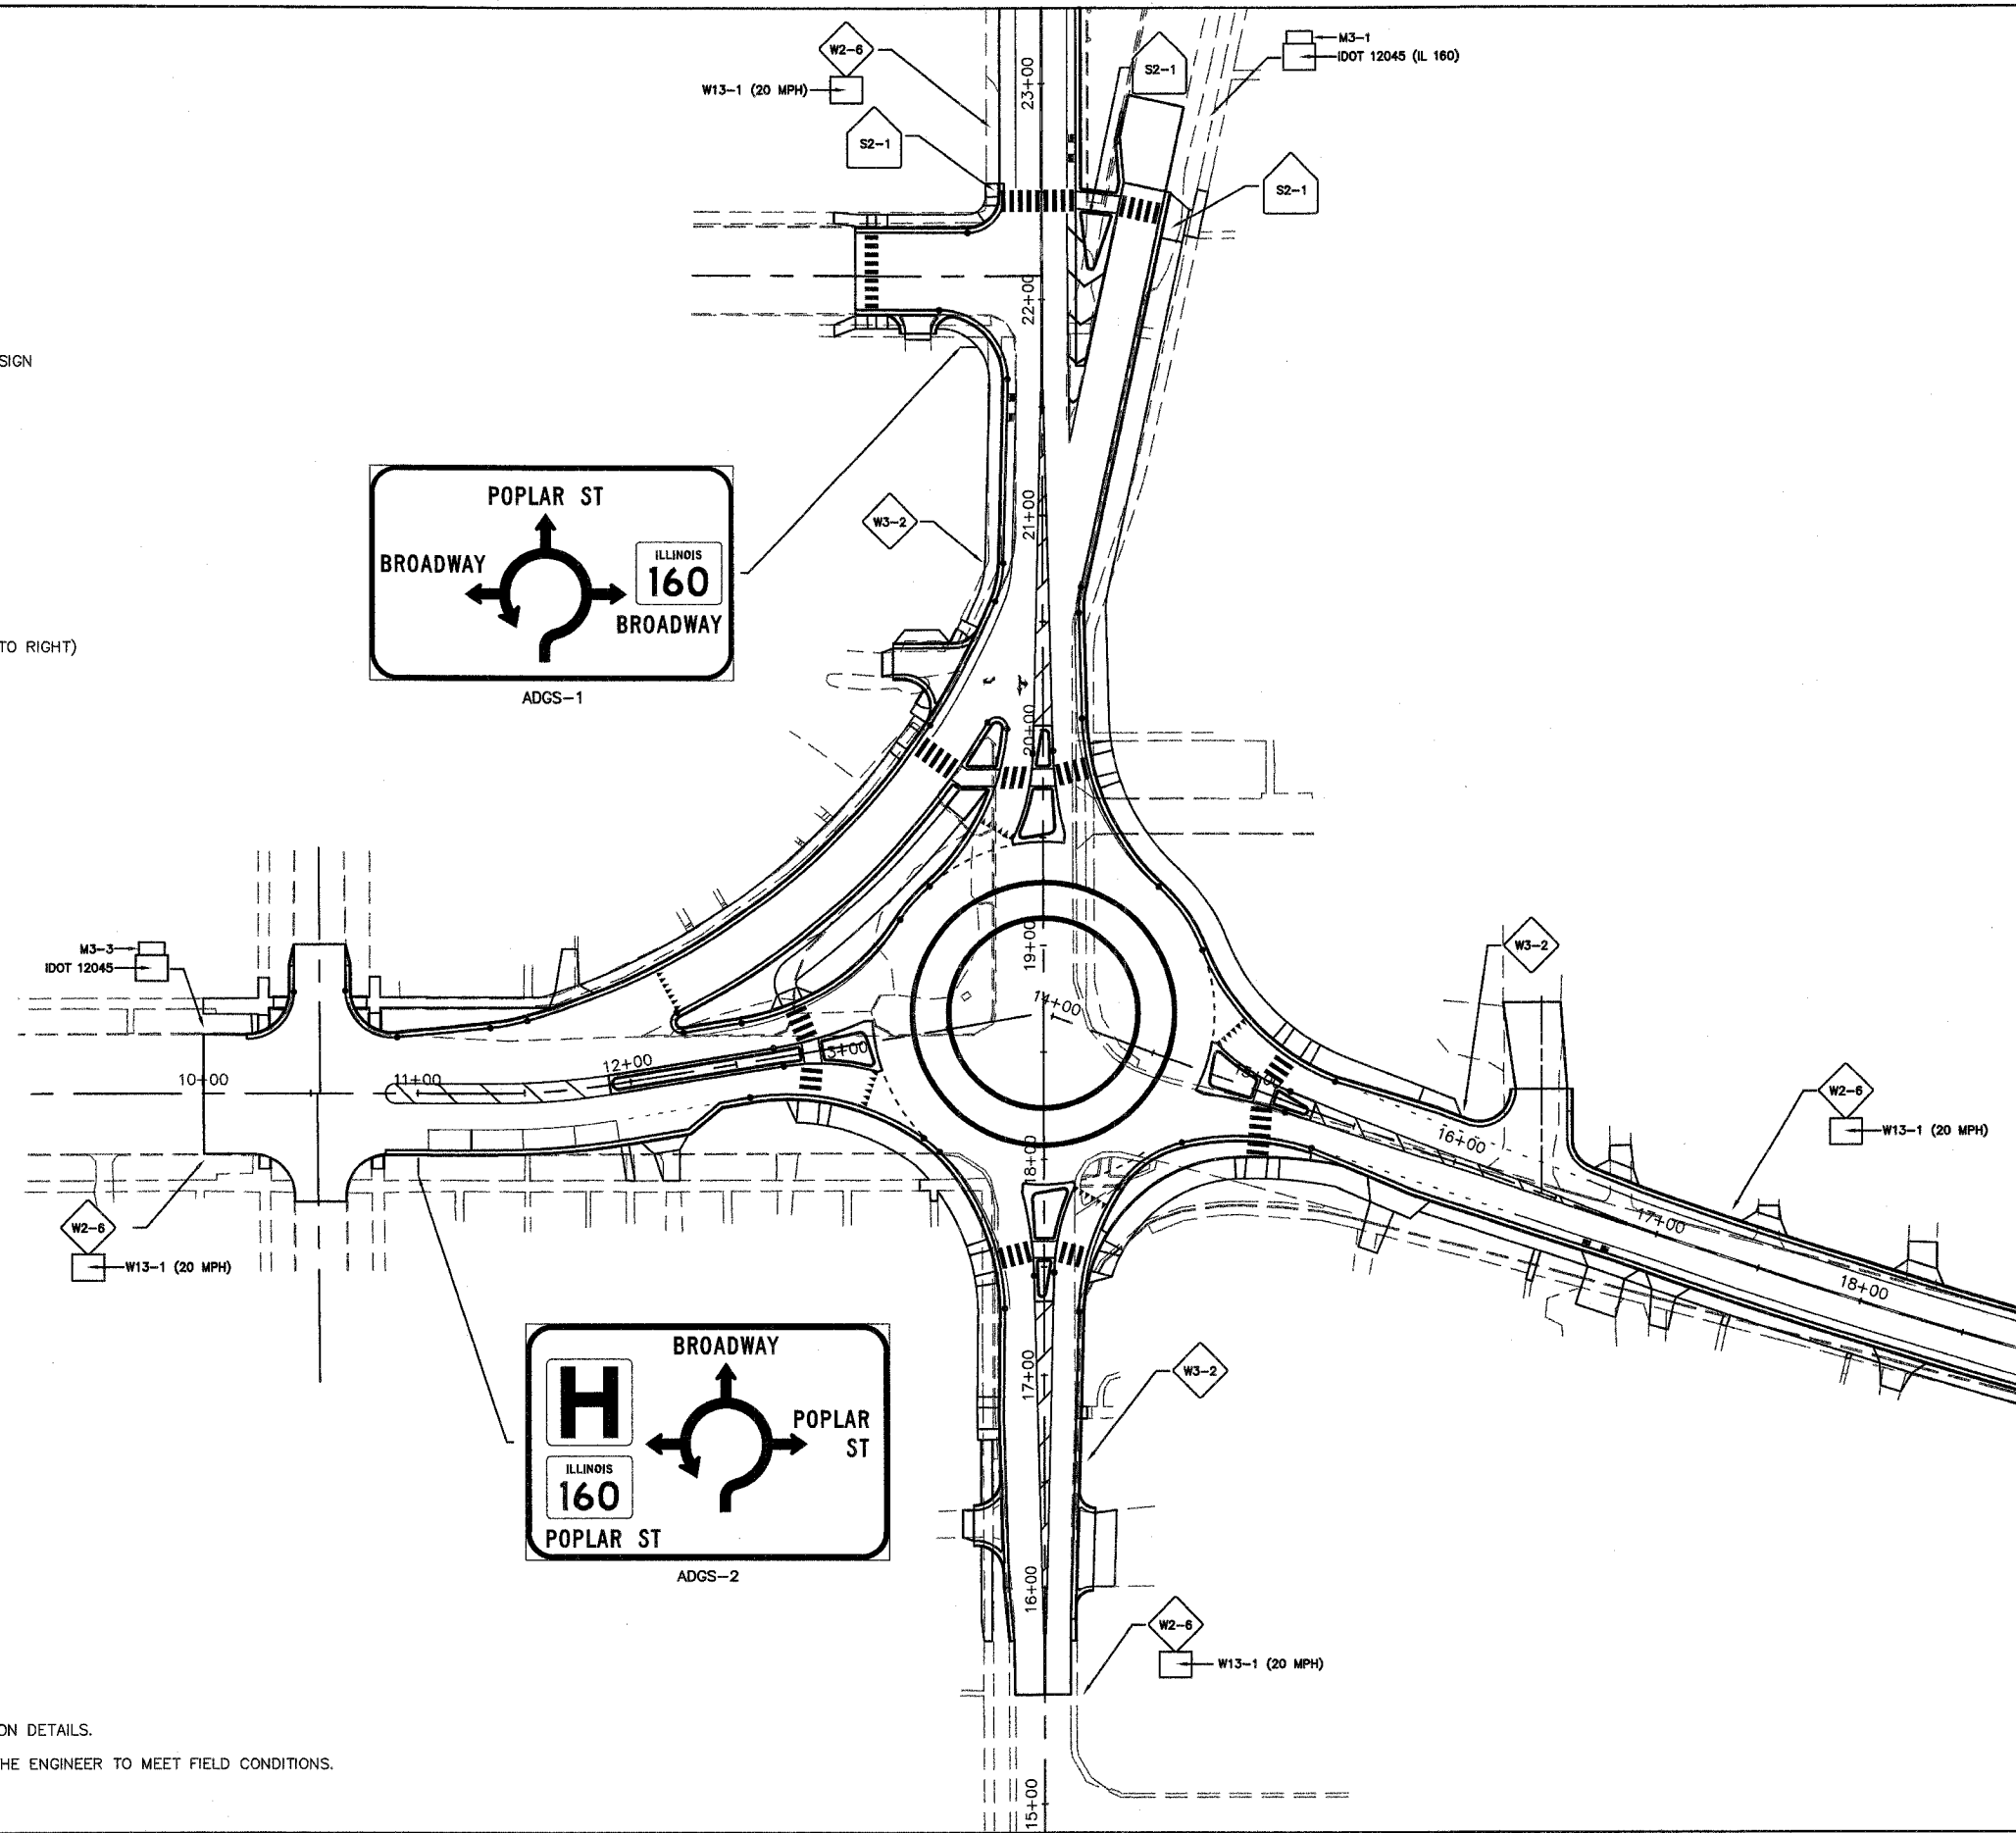 W2-6
W13-1 (20 MPH)
S2-1
S2-1
M3-1
IDOT 12045 (IL 160)
S2-1
23+00
22+00
SIGN
POPLAR ST
BROADWAY
ILLINOIS
160
BROADWAY
ADGS-1
W3-2
21+00
TO RIGHT)
20+00
M3-3
IDOT 12045
19+00
14+00
W3-2
10+00
11+00
12+00
13+00
15+00
16+00
17+00
18+00
W2-6
W13-1 (20 MPH)
18+00
W2-6
W13-1 (20 MPH)
BROADWAY
H
POPLAR
ST
ILLINOIS
160
POPLAR ST
ADGS-2
17+00
W3-2
16+00
W2-6
W13-1 (20 MPH)
15+00
ON DETAILS.
HE ENGINEER TO MEET FIELD CONDITIONS.